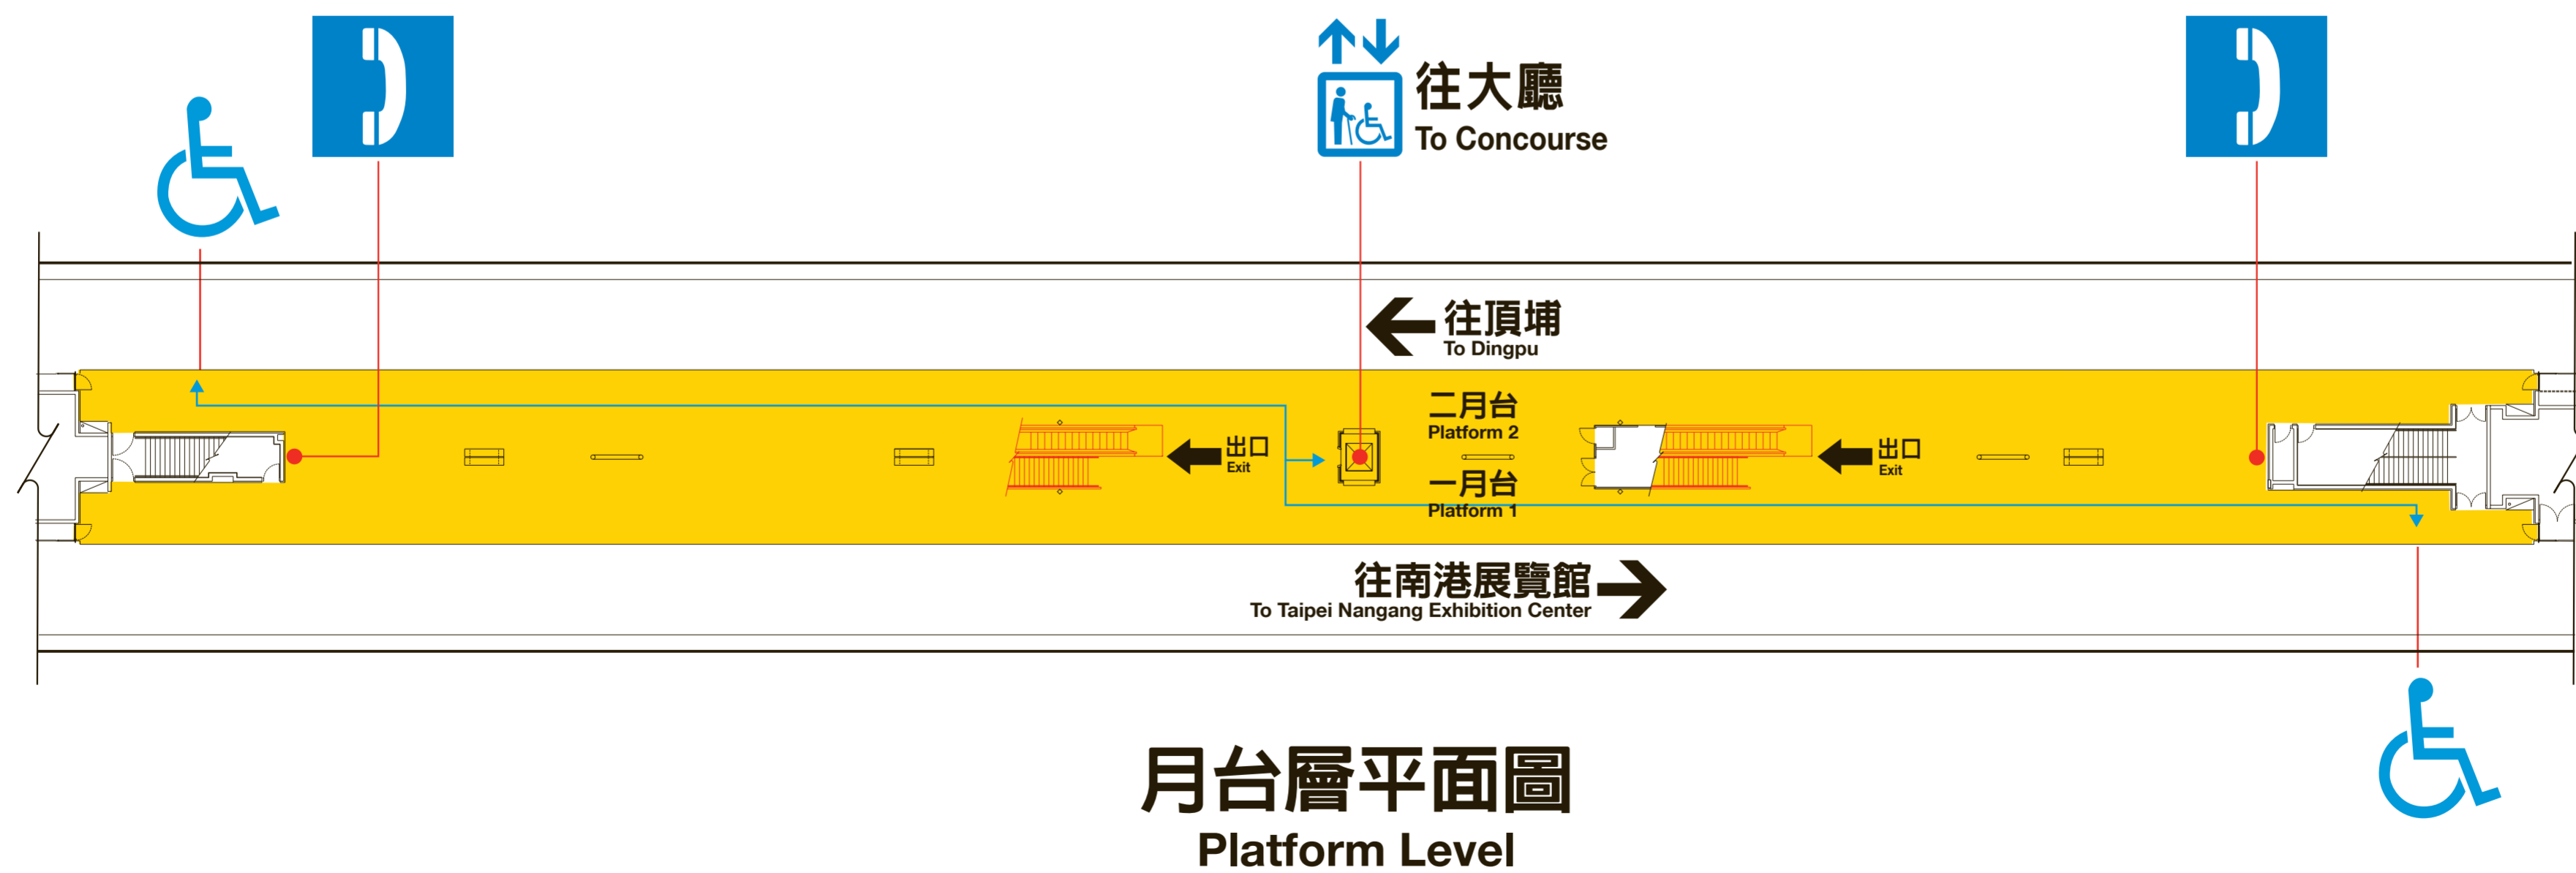 往大廳
To Concourse
往頂埔
To Dingpu
二月台
Platform 2
出口
Exit
出口
Exit
一月台
Platform 1
往南港展覽館
To Taipei Nangang Exhibition Center
月台層平面圖
Platform Level